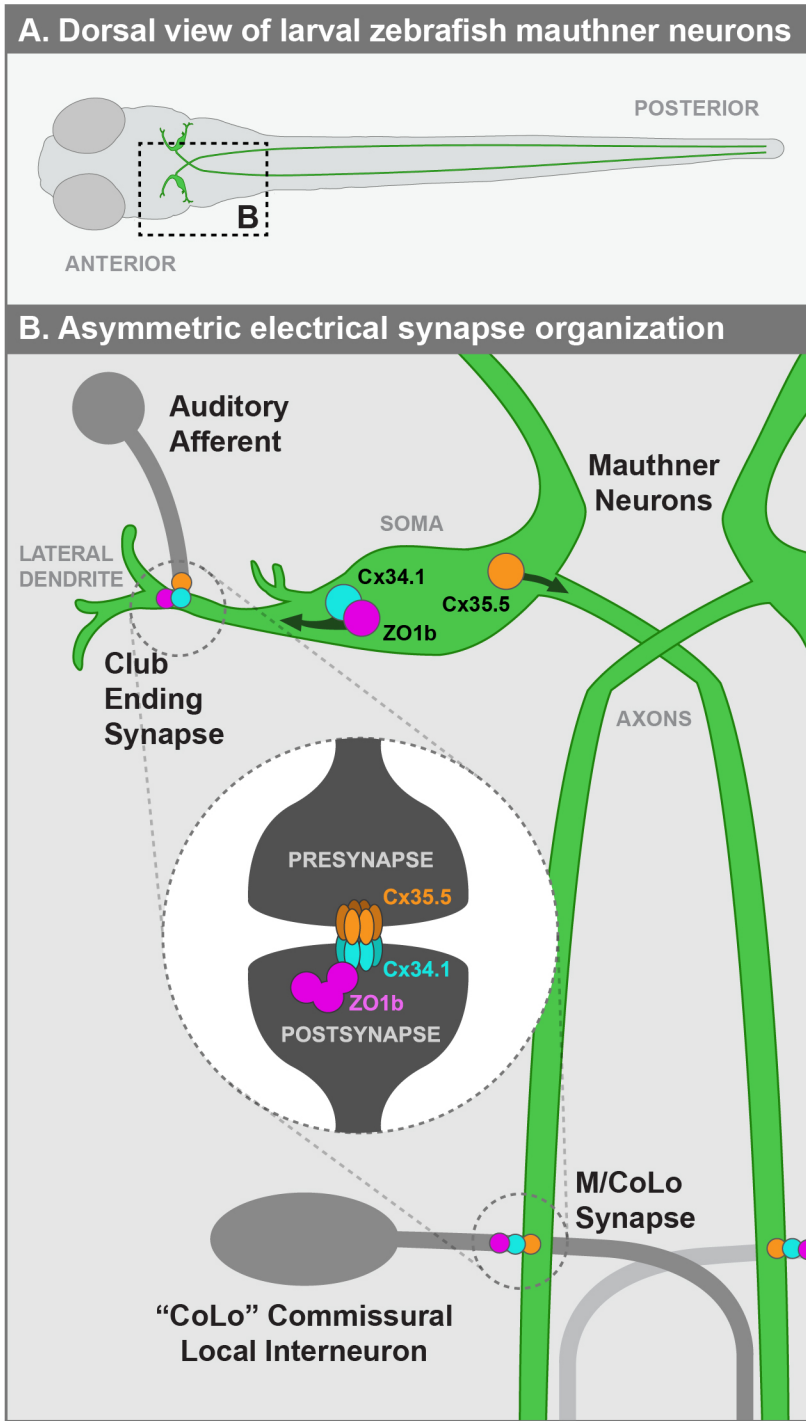 A. Dorsal view of larval zebrafish mauthner neurons
POSTERIOR
B
ANTERIOR
B. Asymmetric electrical synapse organization
Auditory
Afferent
Mauthner
Neurons
SOMA
LATERAL
DENDRITE
Cx34.1
Cx35.5
ZO1b
Club
Ending
Synapse
AXONS
PRESYNAPSE
Cx35.5
Cx34.1
ZO1b
POSTSYNAPSE
M/CoLo
Synapse
“CoLo” Commissural
Local Interneuron